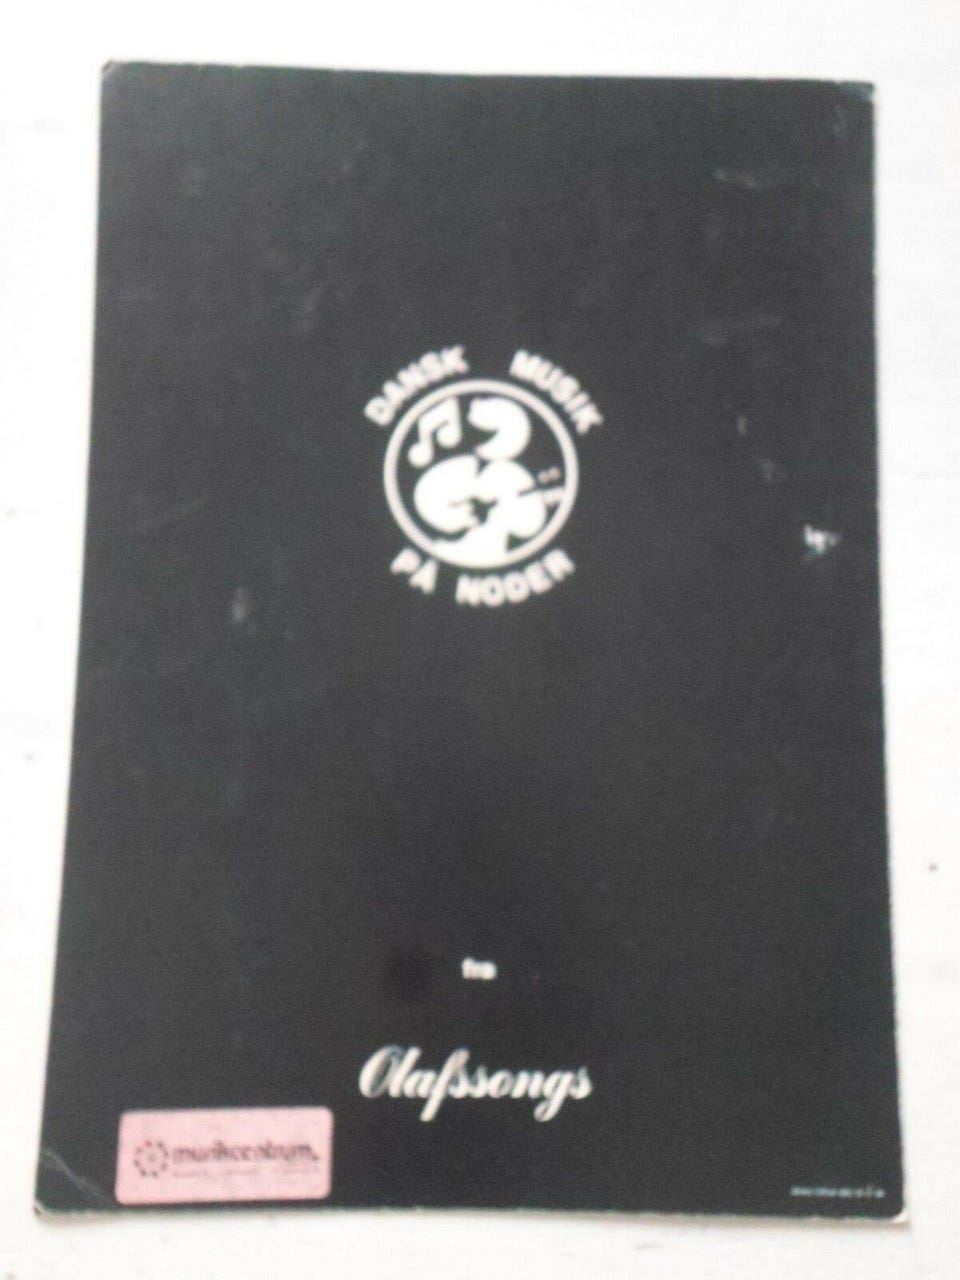 DANSK MUSIK
PÅ NODER
fra
Olafssongs
musikcentrum